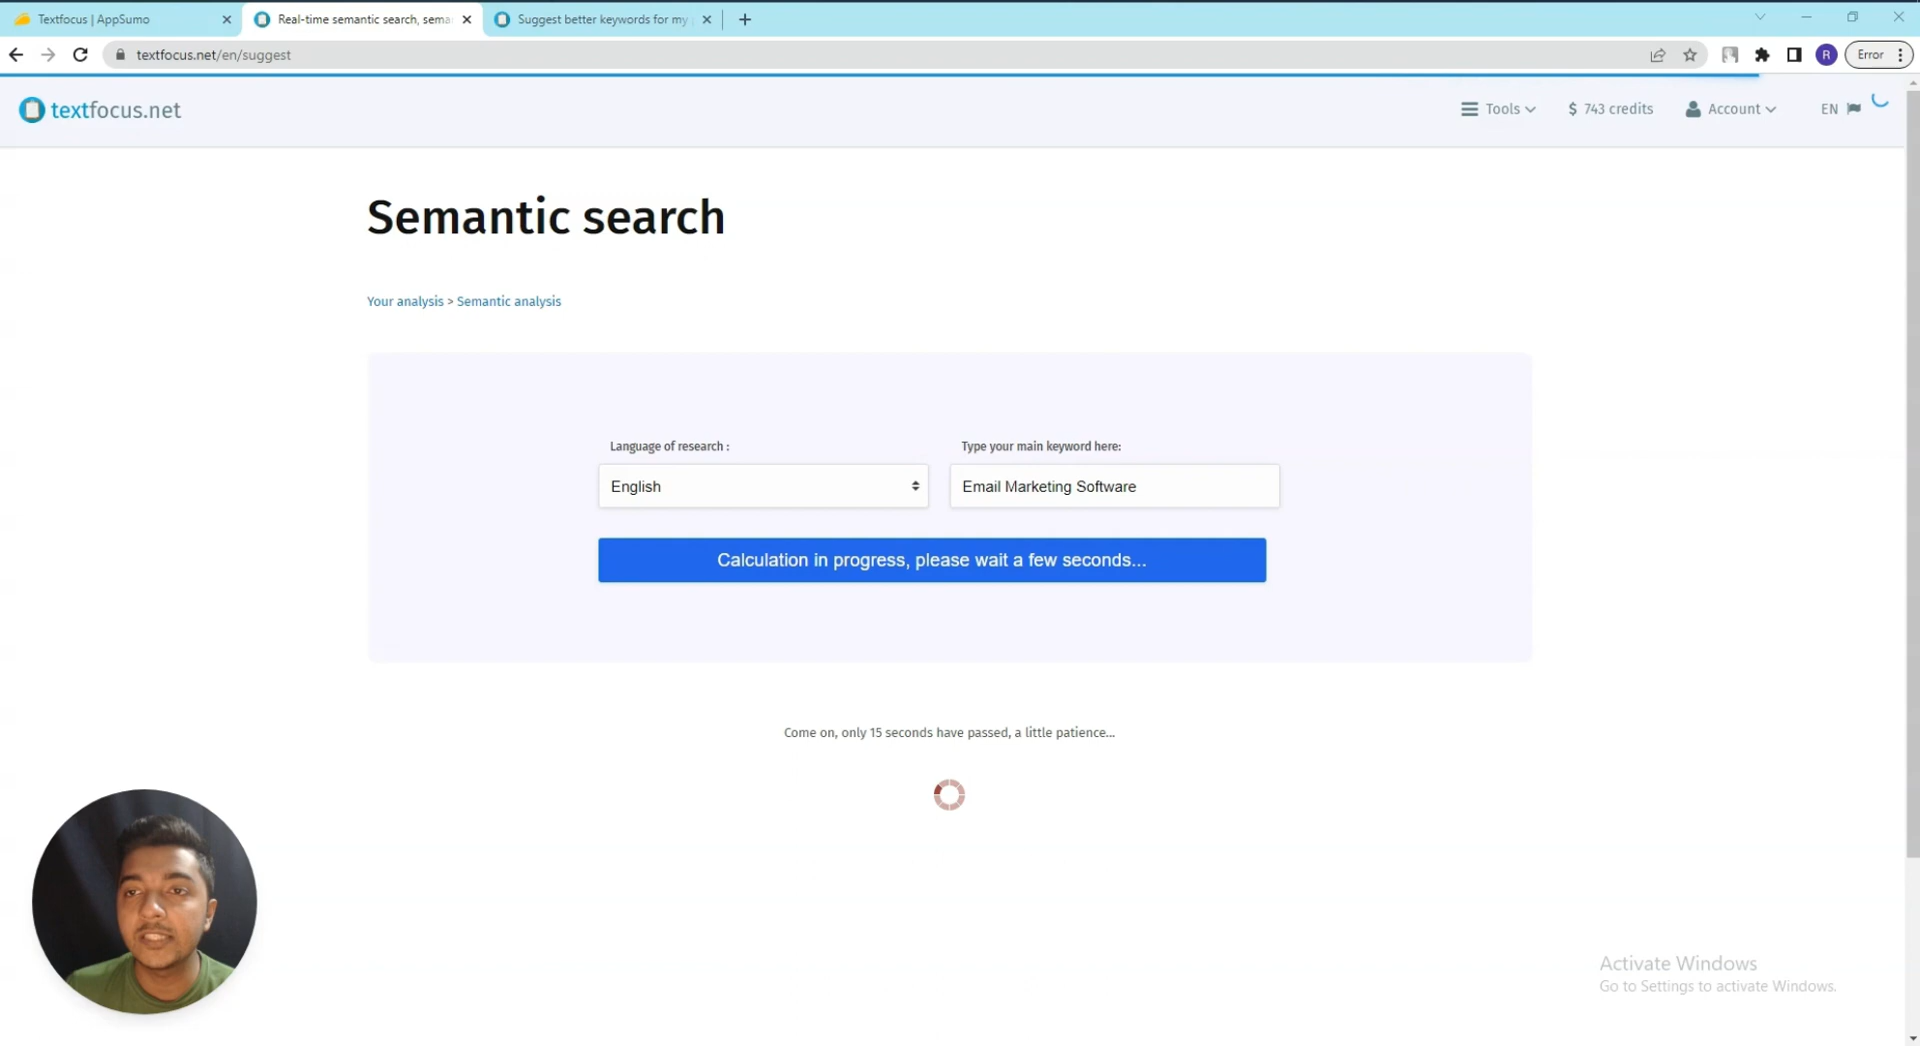 Textfocus | AppSumo
Real-time semantic search, sema
Suggest better keywords for my
textfocus.net/en/suggest
R
Error
textfocus.net
Tools
$ 743 credits
Account
EN
Semantic search
Your analysis > Semantic analysis
Language of research :
Type your main keyword here:
English
Email Marketing Software
Calculation in progress, please wait a few seconds...
Come on, only 15 seconds have passed, a little patience...
Activate Windows
Go to Settings to activate Windows.